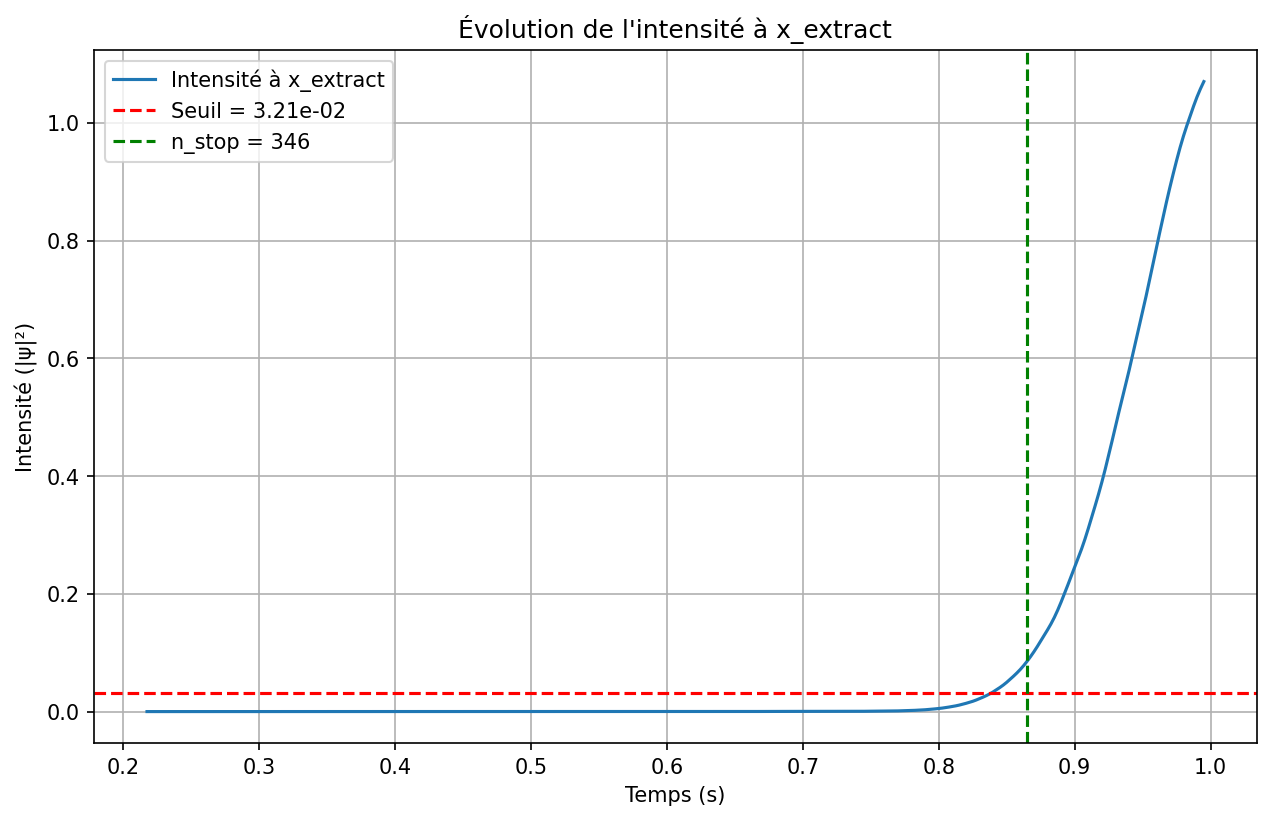 Évolution de l'intensité à x_extract
Intensité à x_extract
Seuil = 3.21e-02
n_stop = 346
Intensité (|ψ|²)
1.0
0.8
0.6
0.4
0.2
0.0
0.2 0.3 0.4 0.5 0.6 0.7 0.8 0.9 1.0
Temps (s)